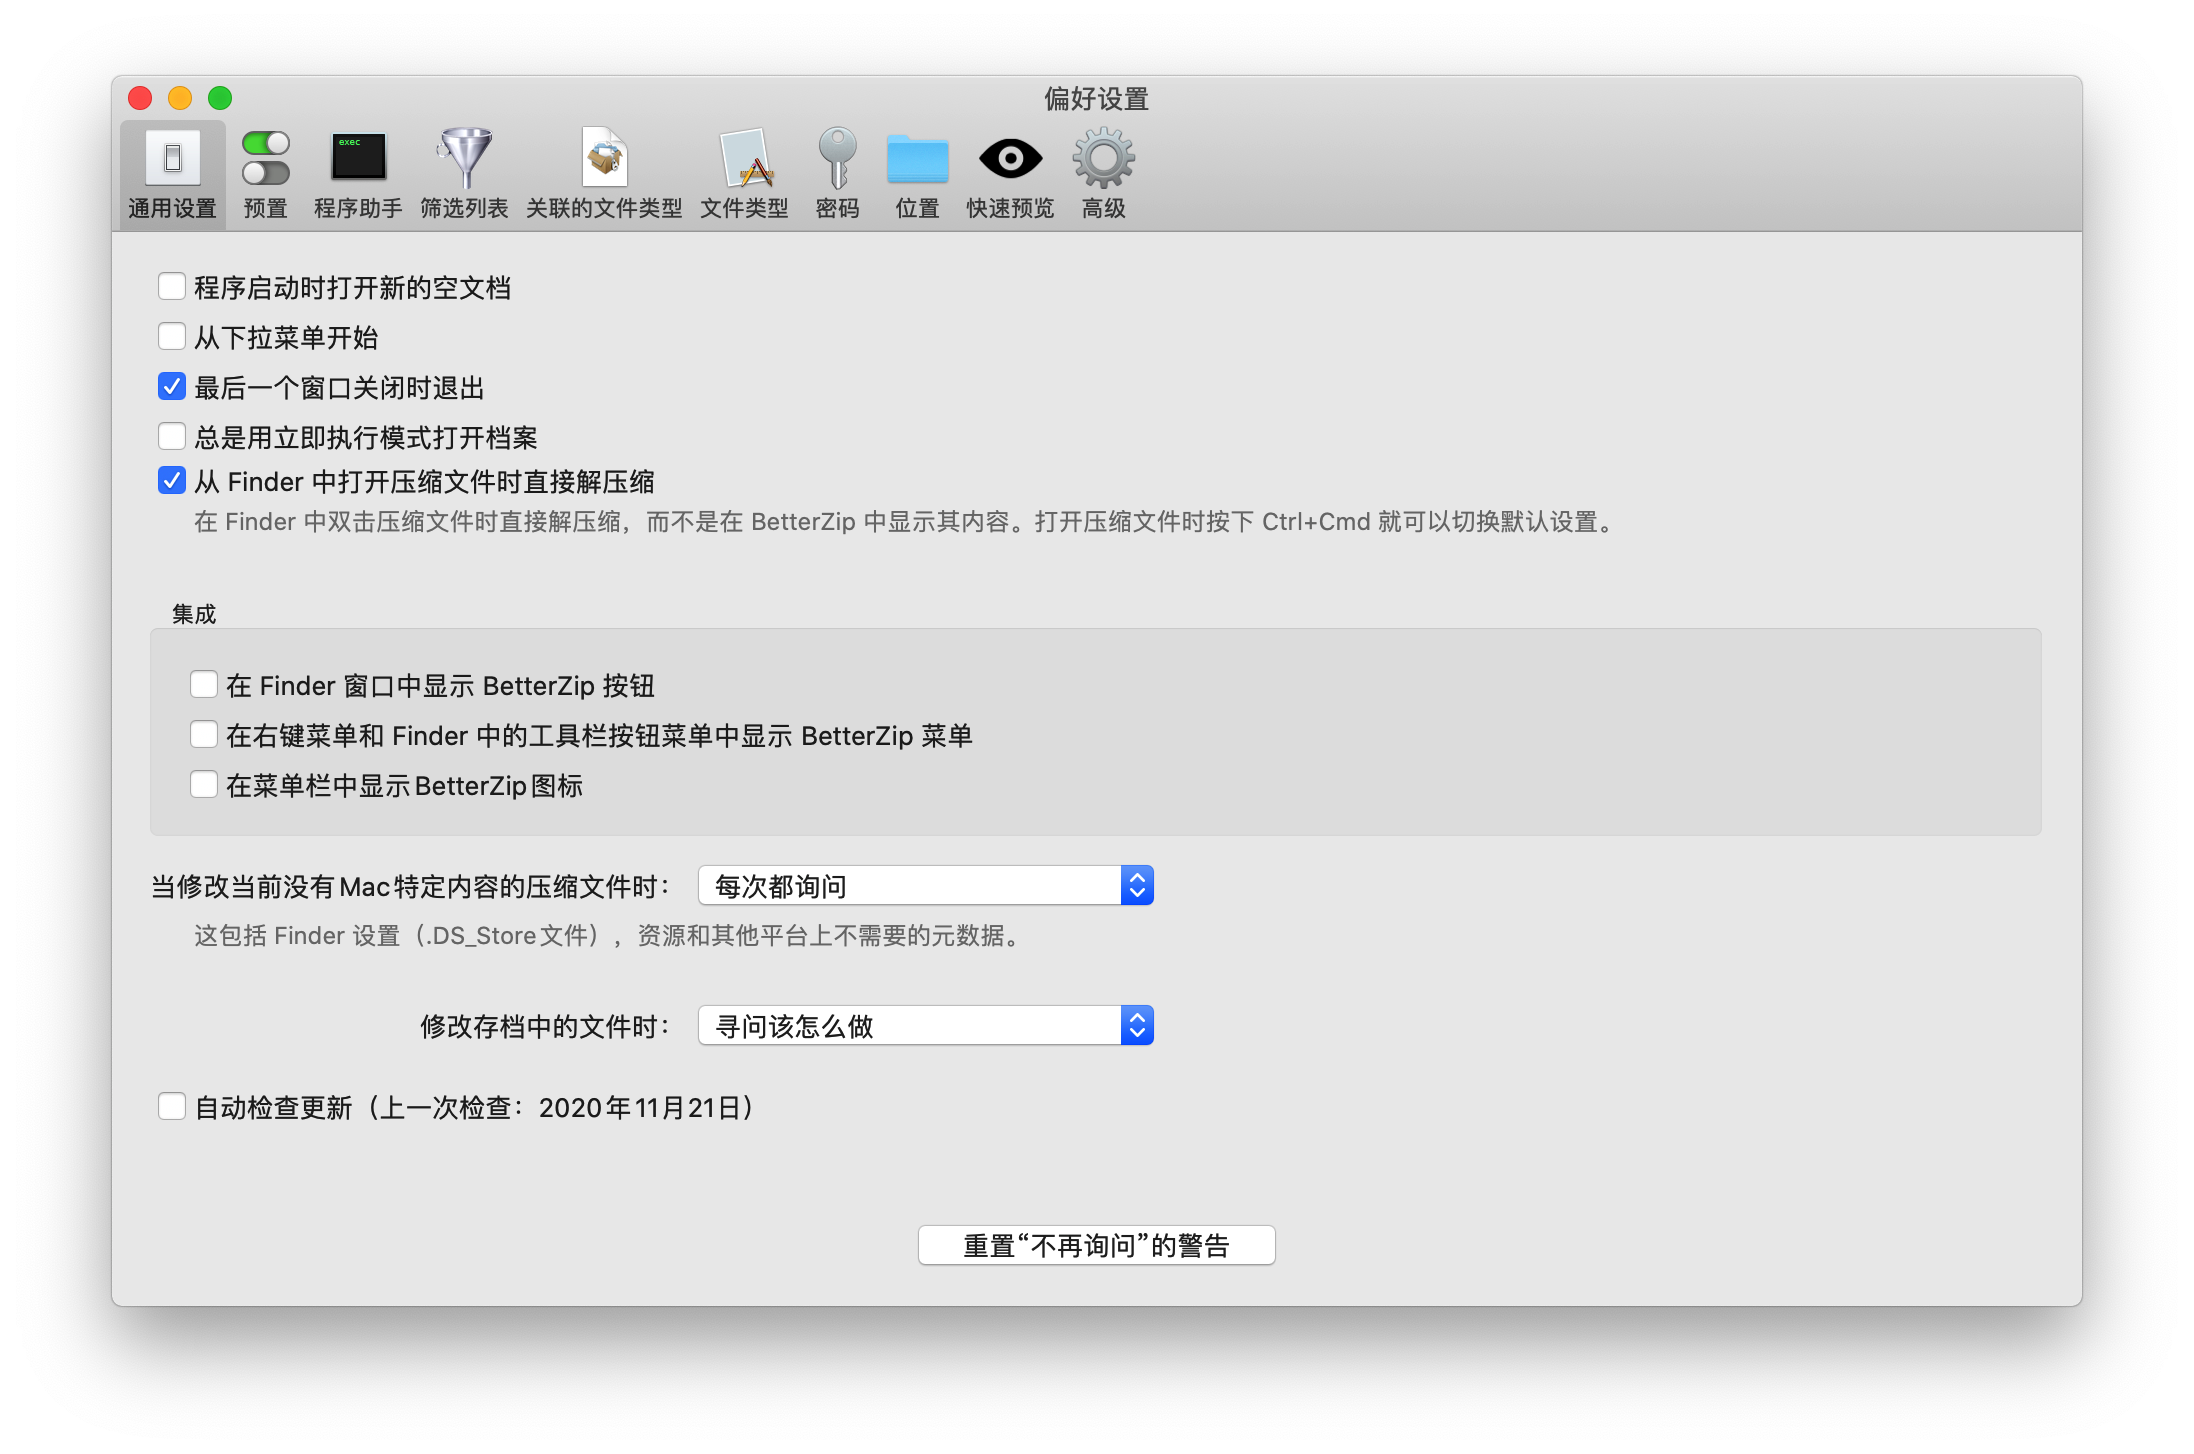 偏好设置
exec
通用设置 预置 程序助手 筛选列表 关联的文件类型 文件类型 密码 位置 快速预览 高级
程序启动时打开新的空文档
从下拉菜单开始
最后一个窗口关闭时退出
总是用立即执行模式打开档案
从 Finder 中打开压缩文件时直接解压缩
在 Finder 中双击压缩文件时直接解压缩，而不是在 BetterZip 中显示其内容。打开压缩文件时按下 Ctrl+Cmd 就可以切换默认设置。
集成
在 Finder 窗口中显示 BetterZip 按钮
在右键菜单和 Finder 中的工具栏按钮菜单中显示 BetterZip 菜单
在菜单栏中显示BetterZip图标
当修改当前没有Mac特定内容的压缩文件时： 每次都询问
这包括 Finder 设置（.DS_Store文件），资源和其他平台上不需要的元数据。
修改存档中的文件时： 寻问该怎么做
自动检查更新（上一次检查：2020年11月21日）
重置“不再询问”的警告